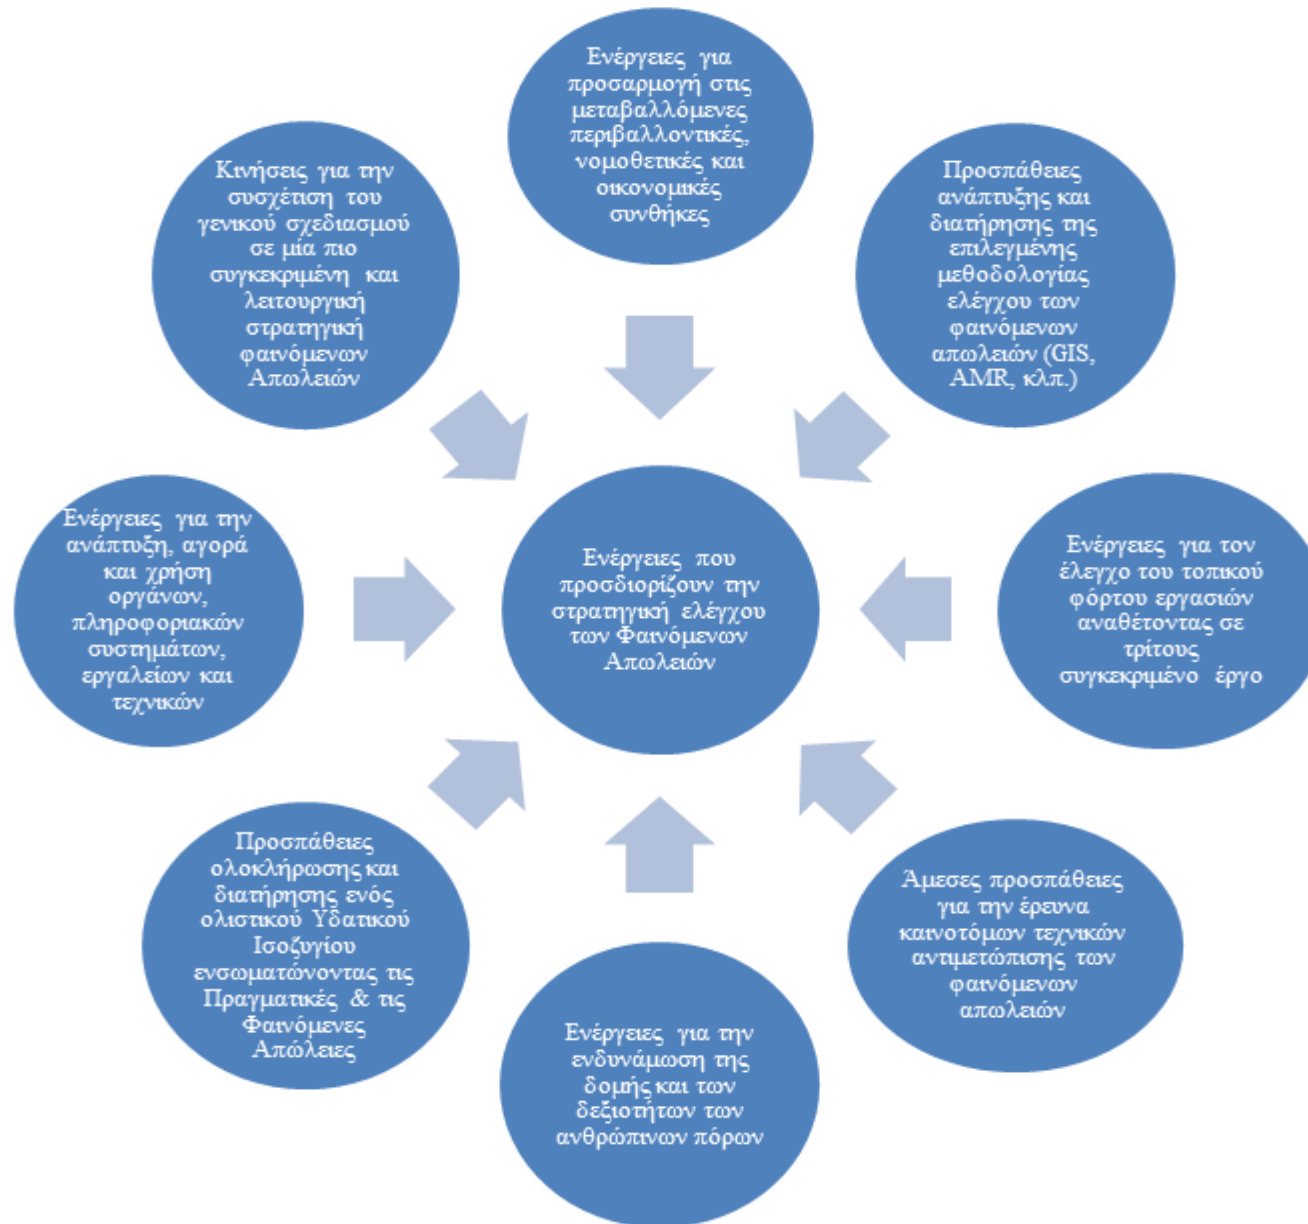 Ενέργειες για
προσαρμογή στις
μεταβαλλόμενες
περιβαλλοντικές,
νομοθετικές και
οικονομικές
συνθήκες
Προσπάθειες
ανάπτυξης και
διατήρησης της
επιλεγμένης
μεθοδολογίας
ελέγχου των
φαινόμενων
απωλειών (GIS,
AMR, κλπ.)
Ενέργειες για τον
έλεγχο του τοπικού
φόρτου εργασιών
αναθέτοντας σε
τρίτους
συγκεκριμένο έργο
Άμεσες προσπάθειες
για την έρευνα
καινοτόμων τεχνικών
αντιμετώπισης των
φαινόμενων
απωλειών
Ενέργειες για την
ενδυνάμωση της
δομής και των
δεξιοτήτων των
ανθρώπινων πόρων
Προσπάθειες
ολοκλήρωσης και
διατήρησης ενός
ολιστικού Υδατικού
Ισοζυγίου
ενσωματώνοντας τις
Πραγματικές & τις
Φαινόμενες
Απώλειες
Ενέργειες για την
ανάπτυξη, αγορά
και χρήση
οργάνων,
πληροφοριακών
συστημάτων,
εργαλείων και
τεχνικών
Κινήσεις για την
συσχέτιση του
γενικού σχεδιασμού
σε μία πιο
συγκεκριμένη και
λειτουργική
στρατηγική
φαινόμενων
Απωλειών
Ενέργειες που
προσδιορίζουν την
στρατηγική ελέγχου
των Φαινόμενων
Απωλειών